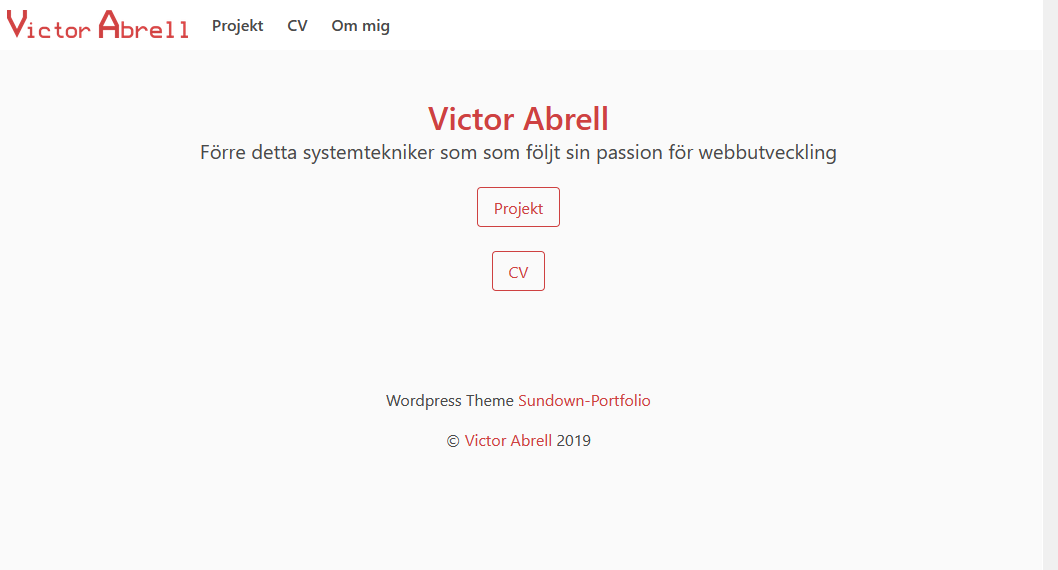 Victor Abrell Projekt CV Om mig
Victor Abrell
Förre detta systemtekniker som som följt sin passion för webbutveckling
Projekt
CV
Wordpress Theme Sundown-Portfolio
© Victor Abrell 2019